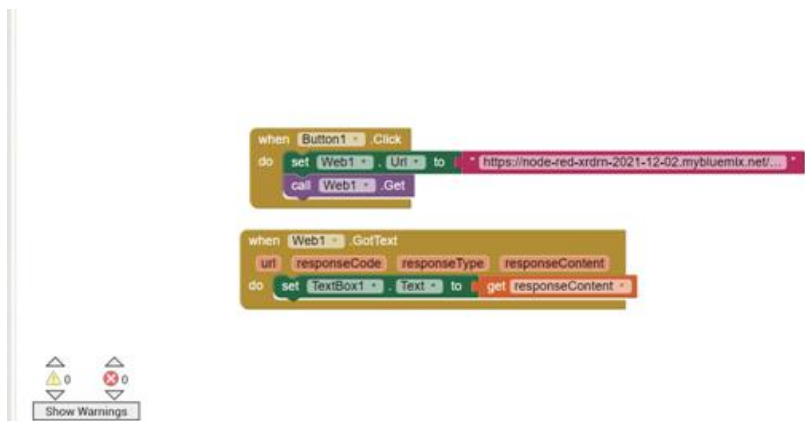 when Button1 .Click
do set Web1 . Url to " https://node-red-xrdrn-2021-12-02.mybluemix.net/... "
call Web1 .Get
when Web1 .GotText
url responseCode responseType responseContent
do set TextBox1 . Text to get responseContent
0 0
Show Warnings